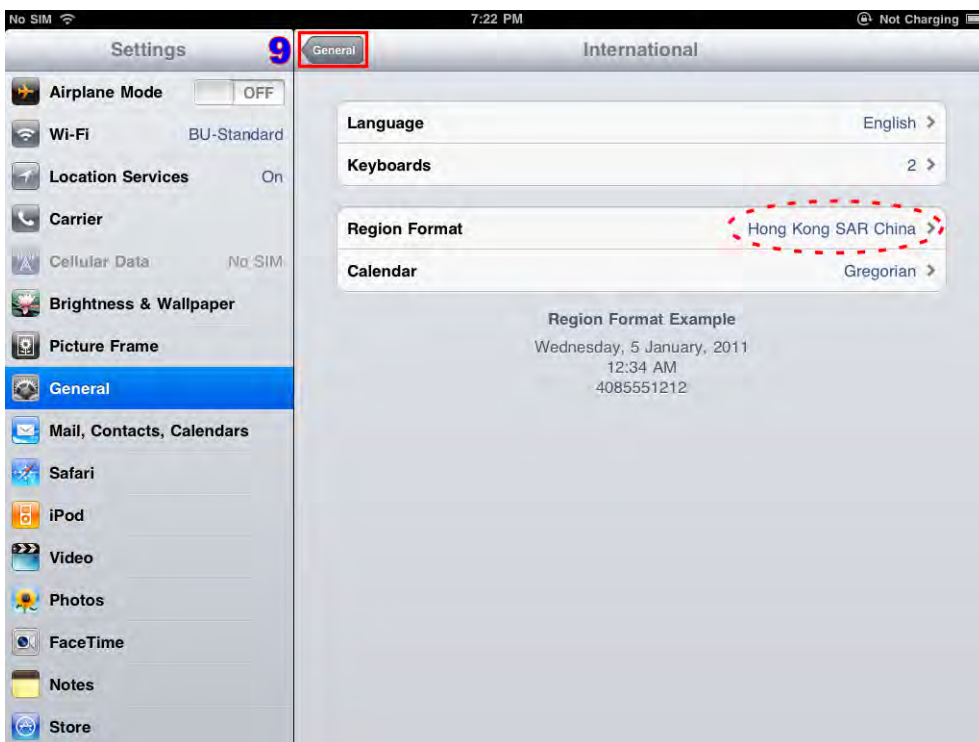 No SIM 7:22 PM Not Charging
Settings 9 General International
Airplane Mode OFF
Wi-Fi BU-Standard
Location Services On
Carrier
Cellular Data No SIM
Brightness & Wallpaper
Picture Frame
General
Mail, Contacts, Calendars
Safari
iPod
Video
Photos
FaceTime
Notes
Store
Language English
Keyboards 2
Region Format Hong Kong SAR China
Calendar Gregorian
Region Format Example
Wednesday, 5 January, 2011
12:34 AM
4085551212